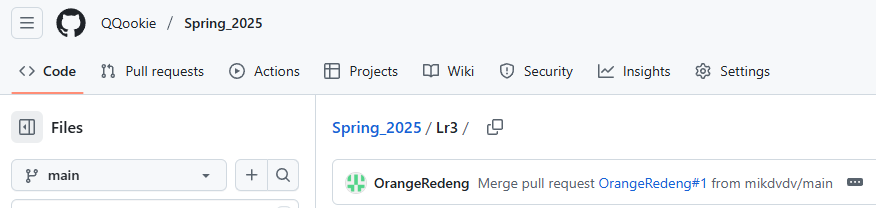 QQookie / Spring_2025
Code Pull requests Actions Projects Wiki Security Insights Settings
Files
Spring_2025 / Lr3 /
main
OrangeRedeng Merge pull request OrangeRedeng#1 from mikdvdv/main